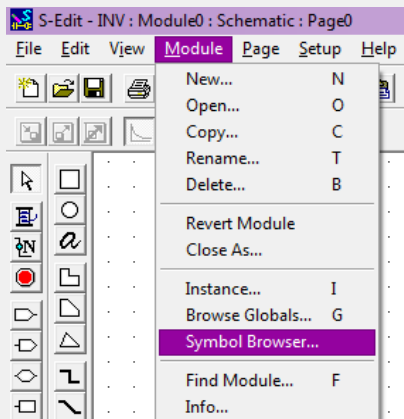 S-Edit - INV : Module0 : Schematic : Page0
File Edit View Module Page Setup Help
New... N
Open... O
Copy... C
Rename... T
Delete... B
Revert Module
Close As...
Instance... I
Browse Globals... G
Symbol Browser...
Find Module... F
Info...